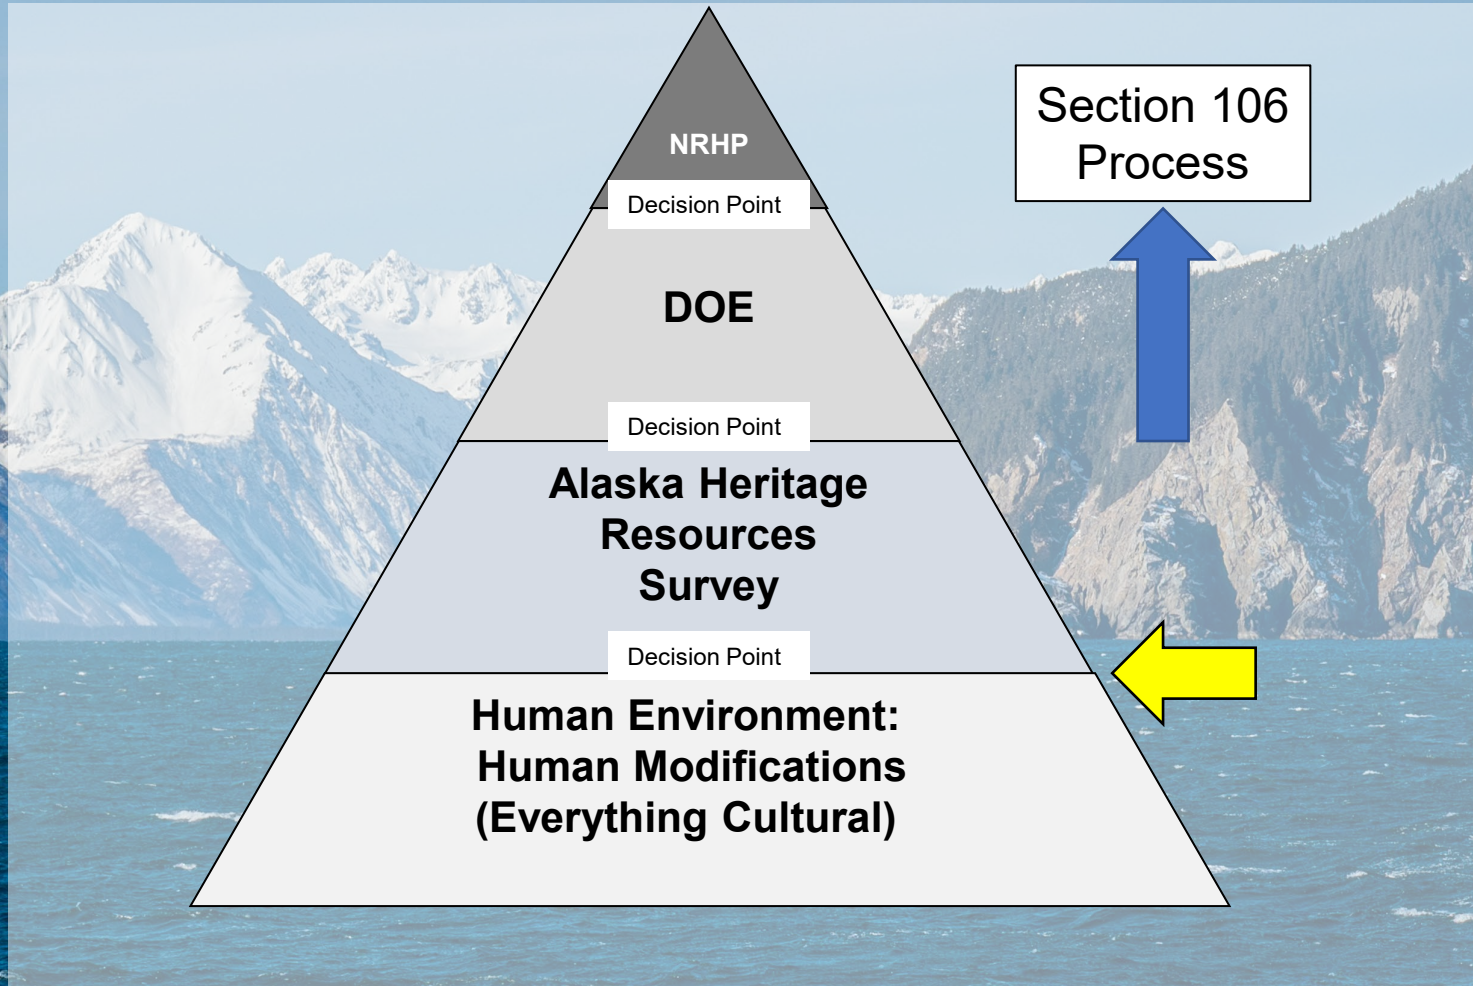 NRHP
Decision Point
DOE
Decision Point
Alaska Heritage
Resources
Survey
Decision Point
Human Environment:
Human Modifications
(Everything Cultural)
Section 106
Process